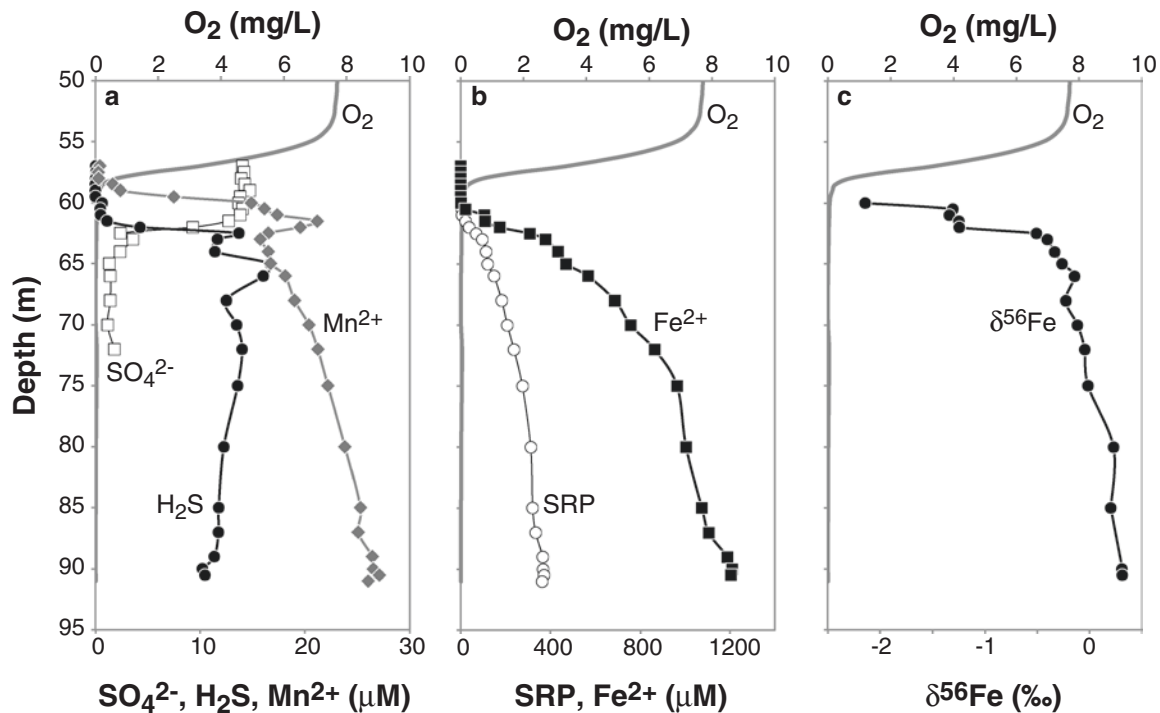 O₂ (mg/L) O₂ (mg/L) O₂ (mg/L)
0 2 4 6 8 10 0 2 4 6 8 10 0 2 4 6 8 10
50 a b c
O₂ O₂ O₂
55
60
65
70
75
80
85
90
95
Depth (m)
Mn²⁺ Fe²⁺ δ⁵⁶Fe
SO₄²⁻
H₂S SRP
0 10 20 30 0 400 800 1200 -2 -1 0
SO₄²⁻, H₂S, Mn²⁺ (μM) SRP, Fe²⁺ (μM) δ⁵⁶Fe (‰)